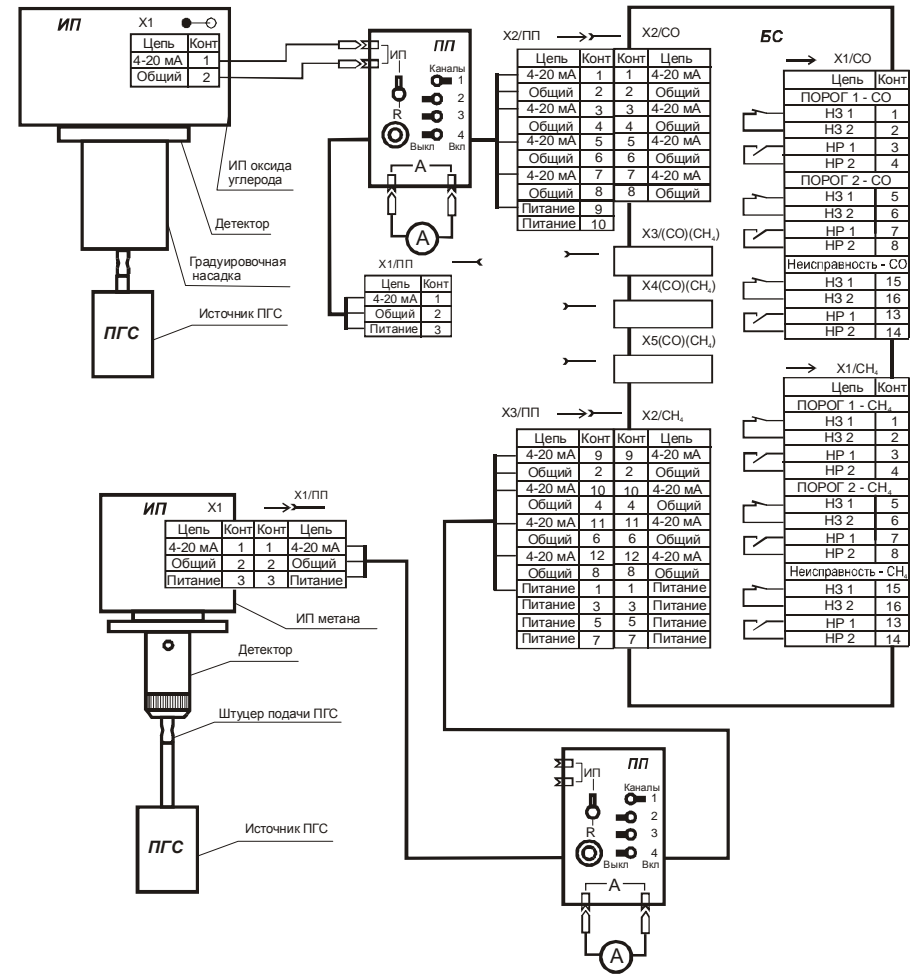 ИП
X1
Цепь Конт
4-20 мА 1
Общий 2
ИП оксида
углерода
Детектор
Градуировочная
насадка
ПГС
Источник ПГС
ПП
ИП
Каналы
1
2
3
4
R
Выкл Вкл
A
A
X1/ПП
Цепь Конт
4-20 мА 1
Общий 2
Питание 3
X2/ПП X2/CO
Цепь Конт Конт Цепь
4-20 мА 1 1 4-20 мА
Общий 2 2 Общий
4-20 мА 3 3 4-20 мА
Общий 4 4 Общий
4-20 мА 5 5 4-20 мА
Общий 6 6 Общий
4-20 мА 7 7 4-20 мА
Общий 8 8 Общий
Питание 9
Питание 10
X3/(CO)(CH₄)
X4(CO)(CH₄)
X5(CO)(CH₄)
БС
X1/CO
Цепь Конт
ПОРОГ 1 - CO
НЗ 1 1
НЗ 2 2
НР 1 3
НР 2 4
ПОРОГ 2 - CO
НЗ 1 5
НЗ 2 6
НР 1 7
НР 2 8
Неисправность - CO
НЗ 1 15
НЗ 2 16
НР 1 13
НР 2 14
X1/CH₄
Цепь Конт
ПОРОГ 1 - CH₄
НЗ 1 1
НЗ 2 2
НР 1 3
НР 2 4
ПОРОГ 2 - CH₄
НЗ 1 5
НЗ 2 6
НР 1 7
НР 2 8
Неисправность - CH₄
НЗ 1 15
НЗ 2 16
НР 1 13
НР 2 14
X3/ПП X2/CH₄
Цепь Конт Конт Цепь
4-20 мА 9 9 4-20 мА
Общий 2 2 Общий
4-20 мА 10 10 4-20 мА
Общий 4 4 Общий
4-20 мА 11 11 4-20 мА
Общий 6 6 Общий
4-20 мА 12 12 4-20 мА
Общий 8 8 Общий
Питание 1 1 Питание
Питание 3 3 Питание
Питание 5 5 Питание
Питание 7 7 Питание
ИП
X1 X1/ПП
Цепь Конт Конт Цепь
4-20 мА 1 1 4-20 мА
Общий 2 2 Общий
Питание 3 3 Питание
ИП метана
Детектор
Штуцер подачи ПГС
ПГС
Источник ПГС
ПП
ИП
Каналы
1
2
3
4
R
Выкл Вкл
A
A